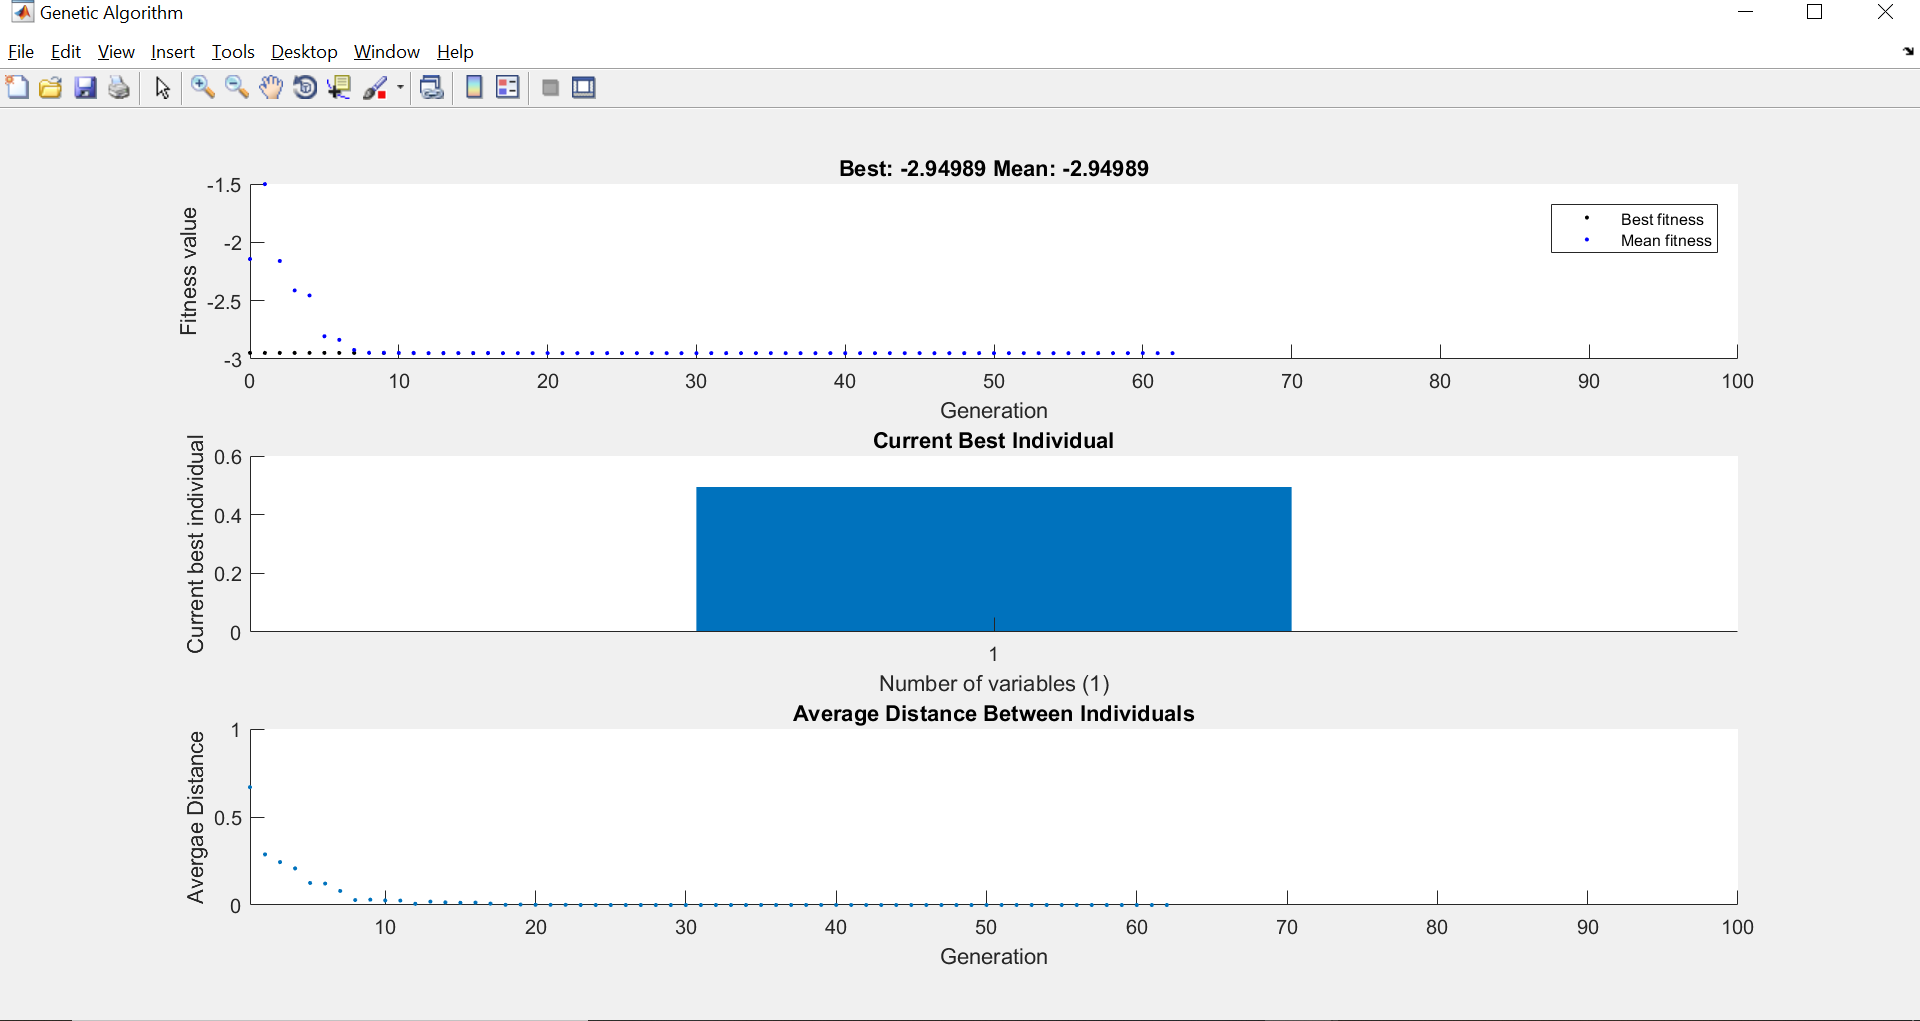 Genetic Algorithm
File Edit View Insert Tools Desktop Window Help
Best: -2.94989 Mean: -2.94989
Fitness value
-1.5
-2
-2.5
-3
Best fitness
Mean fitness
0 10 20 30 40 50 60 70 80 90 100
Generation
Current Best Individual
Current best individual
0.6
0.4
0.2
0
1
Number of variables (1)
Average Distance Between Individuals
Avergae Distance
1
0.5
0
10 20 30 40 50 60 70 80 90 100
Generation